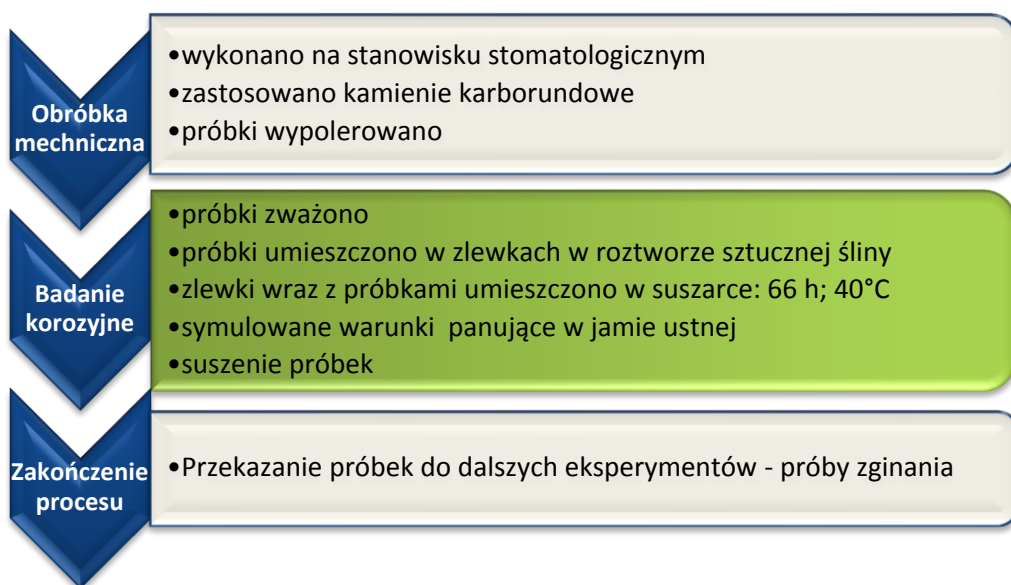 Obróbka
mechniczna
•wykonano na stanowisku stomatologicznym
•zastosowano kamienie karborundowe
•próbki wypolerowano
Badanie
korozyjne
•próbki zważono
•próbki umieszczono w zlewkach w roztworze sztucznej śliny
•zlewki wraz z próbkami umieszczono w suszarce: 66 h; 40°C
•symulowane warunki panujące w jamie ustnej
•suszenie próbek
Zakończenie
procesu
•Przekazanie próbek do dalszych eksperymentów - próby zginania